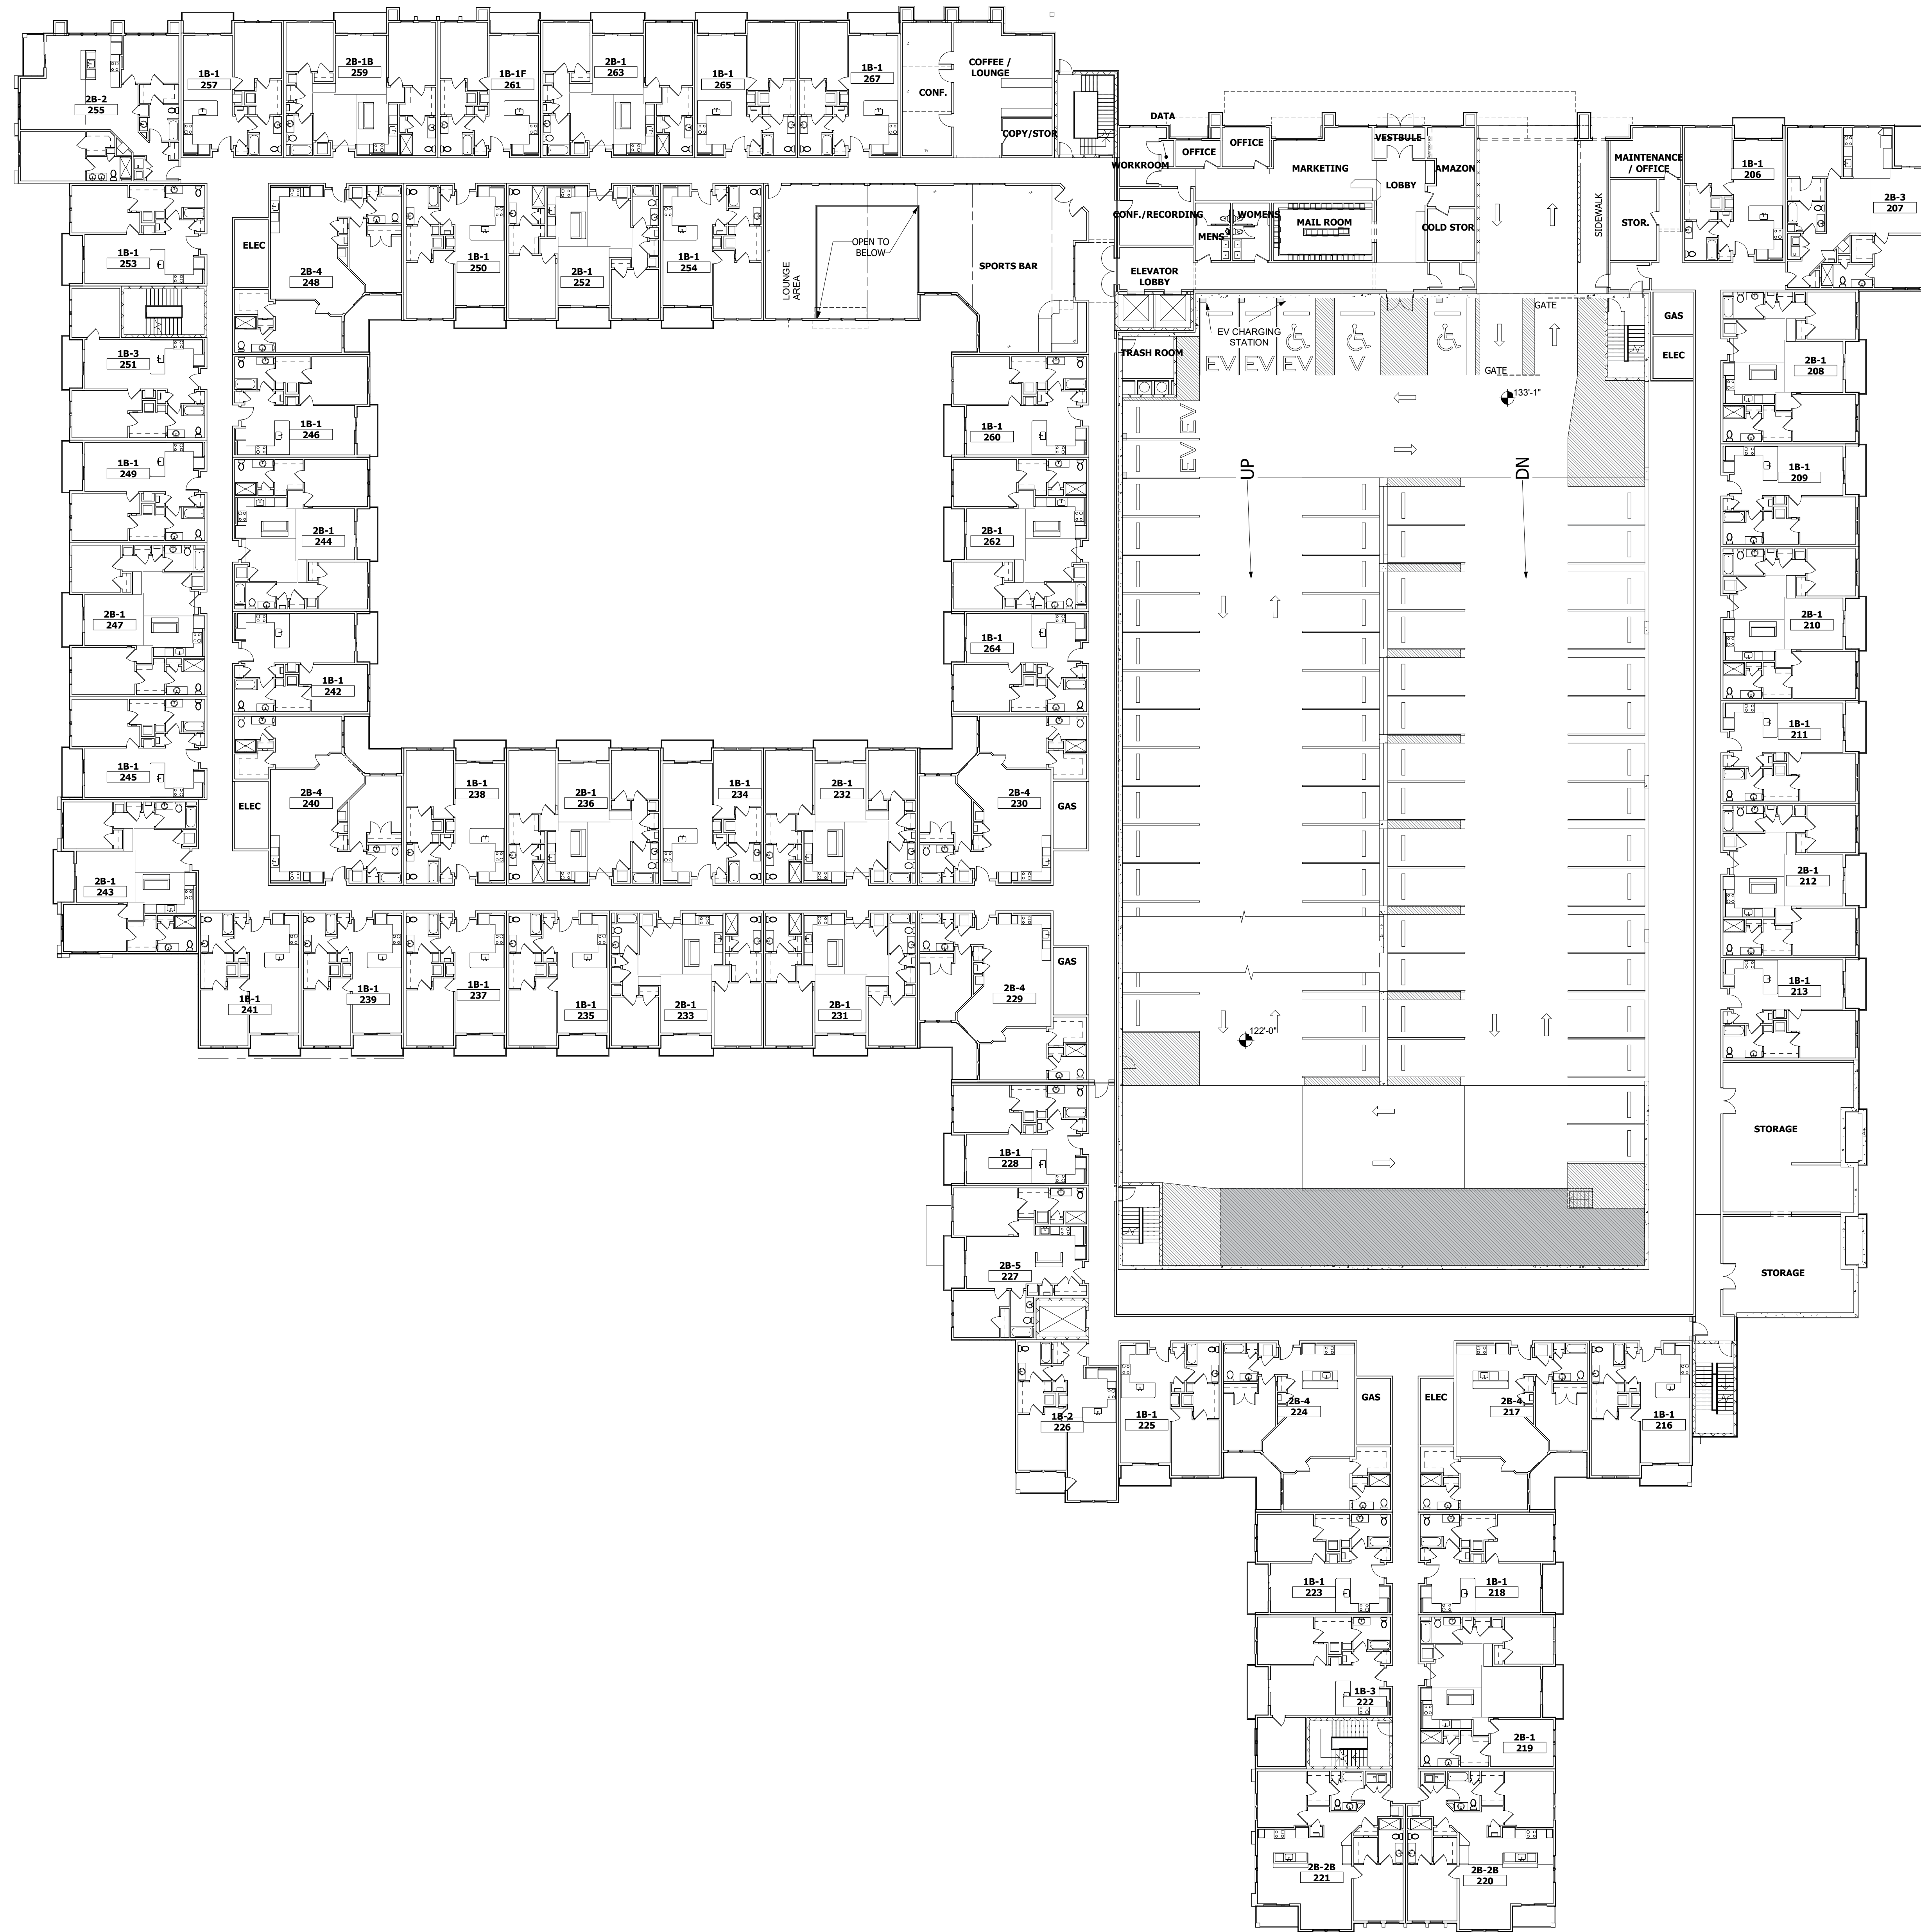 1B-1
257
2B-1B
259
1B-1F
261
2B-1
263
1B-1
265
1B-1
267
CONF.
COFFEE /
LOUNGE
COPY/STOR
2B-2
255
DATA
WORKROOM
OFFICE
OFFICE
MARKETING
VESTBULE
LOBBY
AMAZON
SIDEWALK
MAINTENANCE
/ OFFICE
STOR.
1B-1
206
2B-3
207
CONF./RECORDING
MENS
WOMENS
MAIL ROOM
COLD STOR
ELEVATOR
LOBBY
1B-1
253
ELEC
2B-4
248
1B-1
250
2B-1
252
1B-1
254
LOUNGE
AREA
OPEN TO
BELOW
SPORTS BAR
EV CHARGING
STATION
GATE
GATE
TRASH ROOM
EV
EV
EV
V
133'-1"
EV
EV
GAS
ELEC
2B-1
208
1B-3
251
1B-1
246
1B-1
260
1B-1
249
1B-1
209
UP
DN
2B-1
244
2B-1
262
2B-1
247
2B-1
210
1B-1
264
1B-1
242
1B-1
211
1B-1
245
ELEC
2B-4
240
1B-1
238
2B-1
236
1B-1
234
2B-1
232
2B-4
230
GAS
2B-1
243
2B-1
212
1B-1
241
1B-1
239
1B-1
237
1B-1
235
2B-1
233
2B-1
231
2B-4
229
GAS
1B-1
213
122'-0"
1B-1
228
STORAGE
2B-5
227
STORAGE
1B-2
226
1B-1
225
2B-4
224
GAS
ELEC
2B-4
217
1B-1
216
1B-1
223
1B-1
218
1B-3
222
2B-1
219
2B-2B
221
2B-2B
220